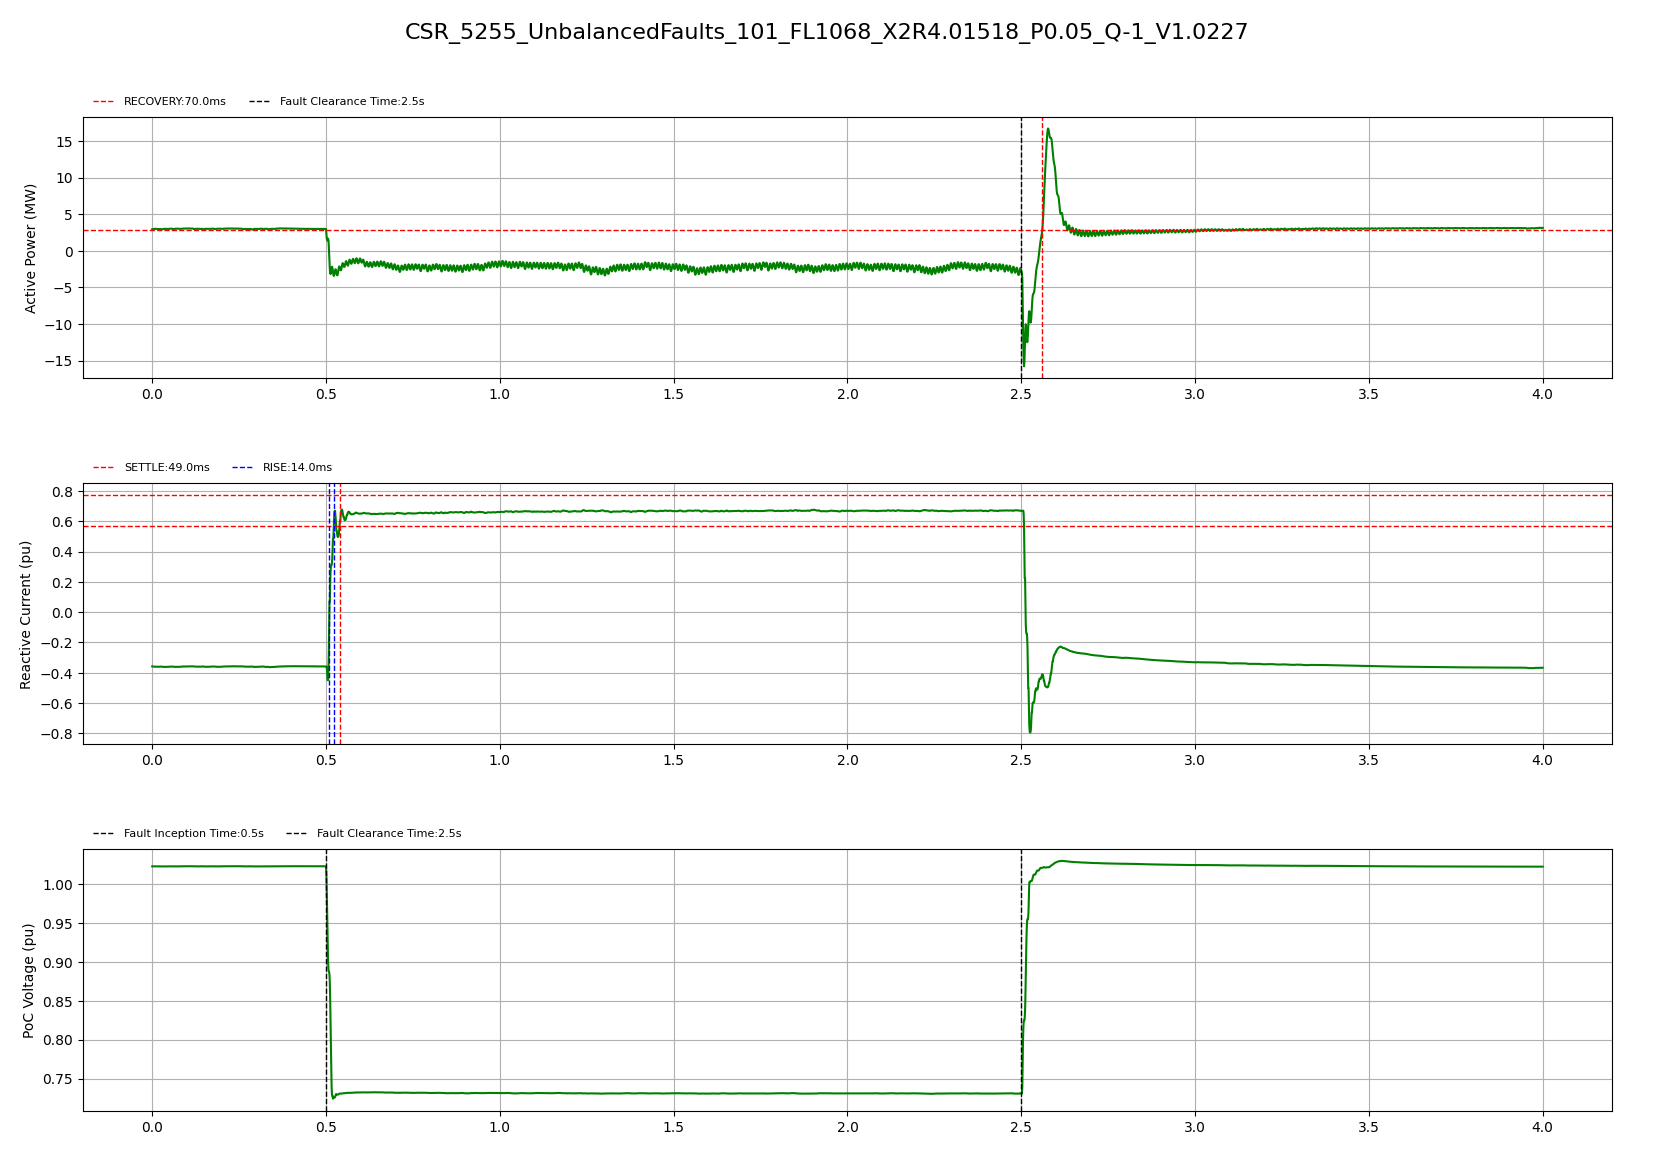 CSR_5255_UnbalancedFaults_101_FL1068_X2R4.01518_P0.05_Q-1_V1.0227
RECOVERY:70.0ms Fault Clearance Time:2.5s
Active Power (MW)
15
10
5
0
−5
−10
−15
0.0 0.5 1.0 1.5 2.0 2.5 3.0 3.5 4.0
SETTLE:49.0ms RISE:14.0ms
Reactive Current (pu)
0.8
0.6
0.4
0.2
0.0
−0.2
−0.4
−0.6
−0.8
0.0 0.5 1.0 1.5 2.0 2.5 3.0 3.5 4.0
Fault Inception Time:0.5s Fault Clearance Time:2.5s
PoC Voltage (pu)
1.00
0.95
0.90
0.85
0.80
0.75
0.0 0.5 1.0 1.5 2.0 2.5 3.0 3.5 4.0